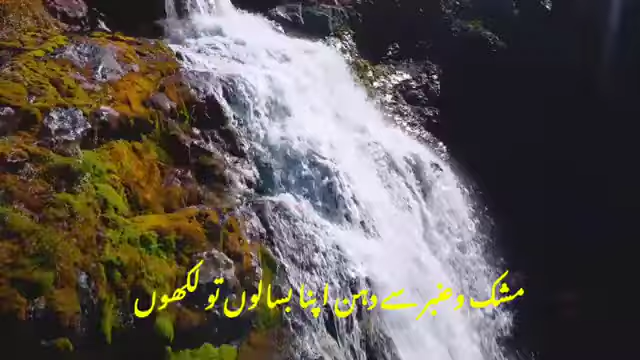 مشک و عنبر سے دہن اپنا بسالوں تو لکھوں